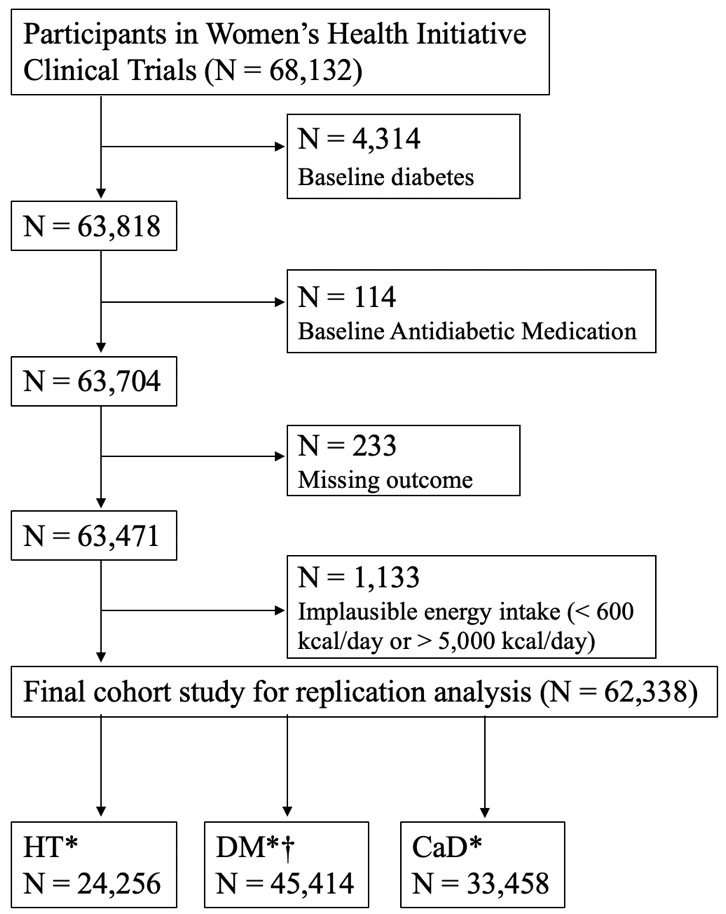 Participants in Women’s Health Initiative
Clinical Trials (N = 68,132)
N = 4,314
Baseline diabetes
N = 63,818
N = 114
Baseline Antidiabetic Medication
N = 63,704
N = 233
Missing outcome
N = 63,471
N = 1,133
Implausible energy intake (< 600
kcal/day or > 5,000 kcal/day)
Final cohort study for replication analysis (N = 62,338)
HT*
N = 24,256
DM*†
N = 45,414
CaD*
N = 33,458